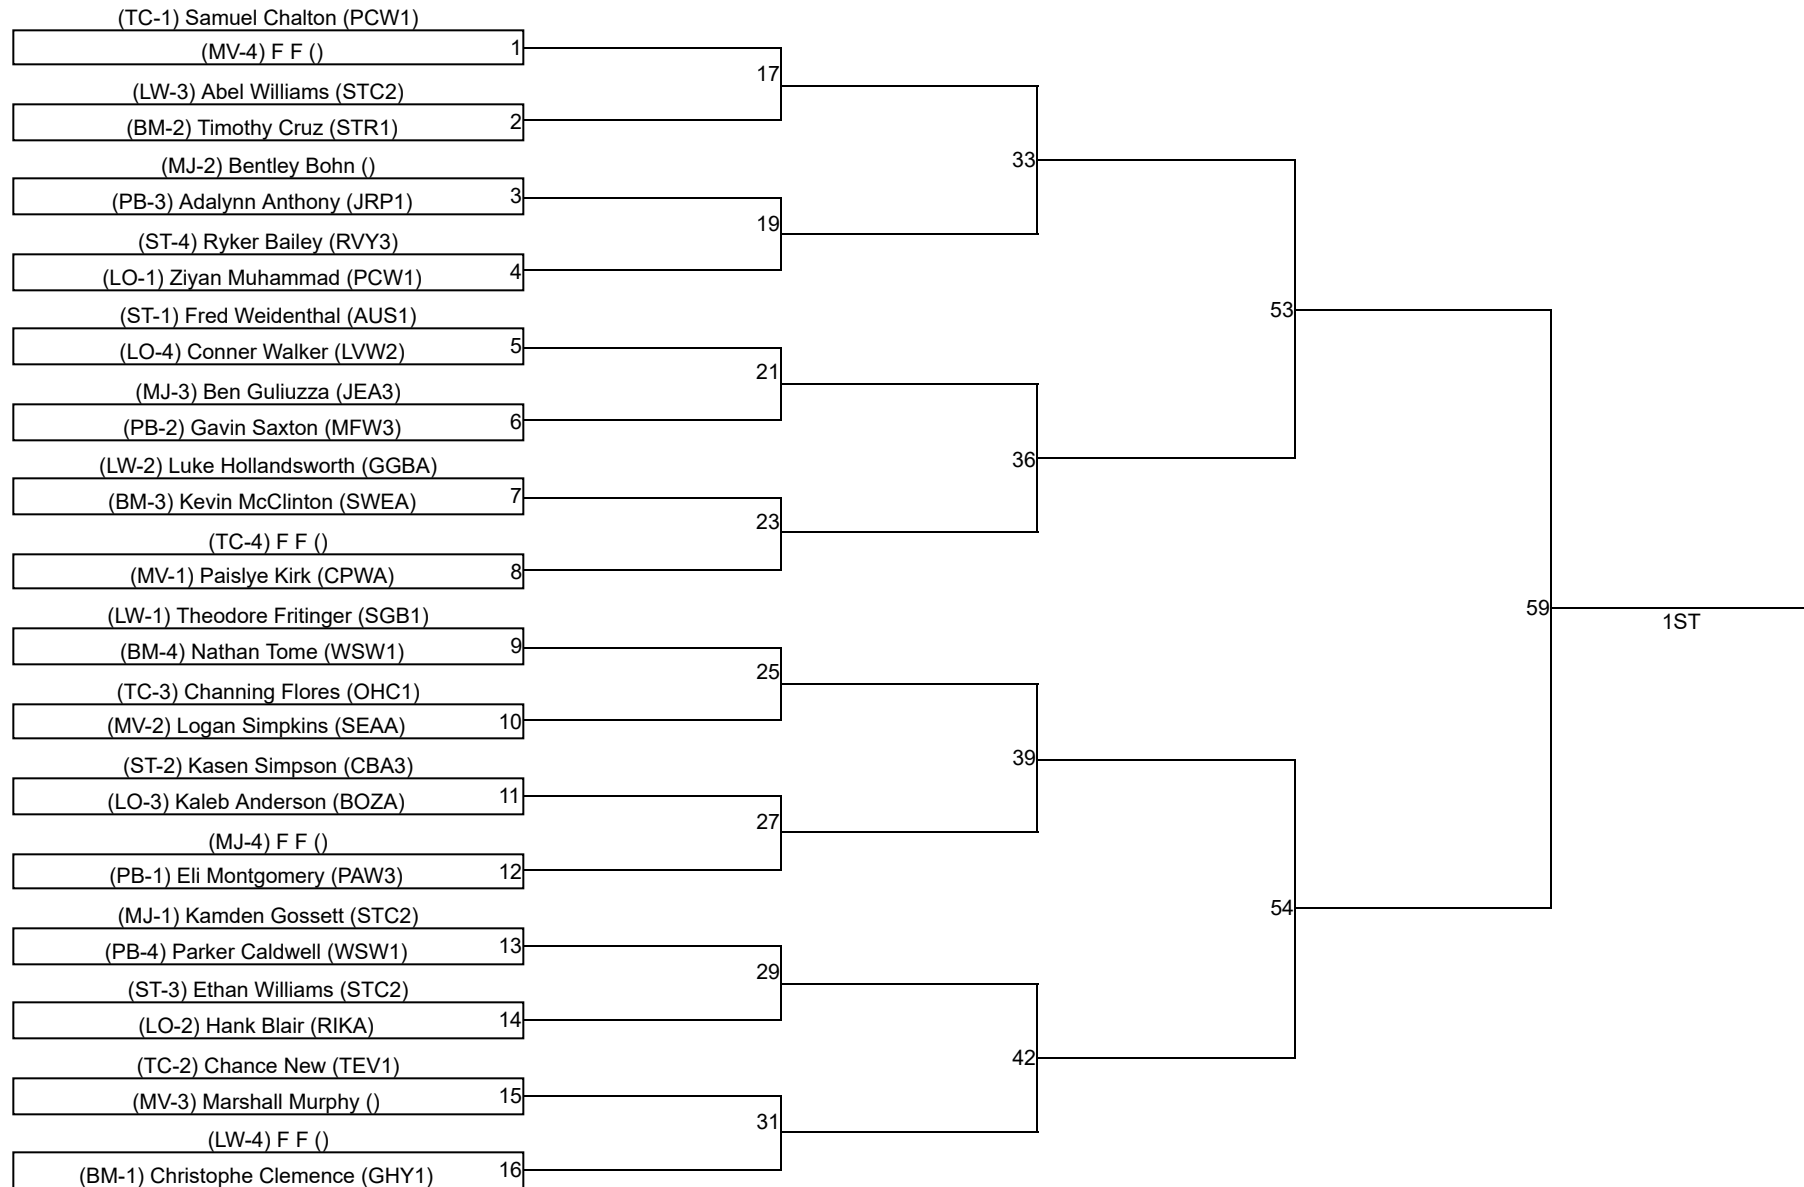 (TC-1) Samuel Chalton (PCW1)
(MV-4) F F () 1
17
(LW-3) Abel Williams (STC2)
(BM-2) Timothy Cruz (STR1) 2
(MJ-2) Bentley Bohn ()
33
(PB-3) Adalynn Anthony (JRP1) 3
19
(ST-4) Ryker Bailey (RVY3)
(LO-1) Ziyan Muhammad (PCW1) 4
53
(ST-1) Fred Weidenthal (AUS1)
(LO-4) Conner Walker (LVW2) 5
21
(MJ-3) Ben Guliuzza (JEA3)
(PB-2) Gavin Saxton (MFW3) 6
36
(LW-2) Luke Hollandsworth (GGBA)
(BM-3) Kevin McClinton (SWEA) 7
23
(TC-4) F F ()
(MV-1) Paislye Kirk (CPWA) 8
59
1ST
(LW-1) Theodore Fritinger (SGB1)
(BM-4) Nathan Tome (WSW1) 9
25
(TC-3) Channing Flores (OHC1)
(MV-2) Logan Simpkins (SEAA) 10
39
(ST-2) Kasen Simpson (CBA3)
(LO-3) Kaleb Anderson (BOZA) 11
27
(MJ-4) F F ()
(PB-1) Eli Montgomery (PAW3) 12
54
(MJ-1) Kamden Gossett (STC2)
(PB-4) Parker Caldwell (WSW1) 13
29
(ST-3) Ethan Williams (STC2)
(LO-2) Hank Blair (RIKA) 14
42
(TC-2) Chance New (TEV1)
(MV-3) Marshall Murphy () 15
31
(LW-4) F F ()
(BM-1) Christophe Clemence (GHY1) 16